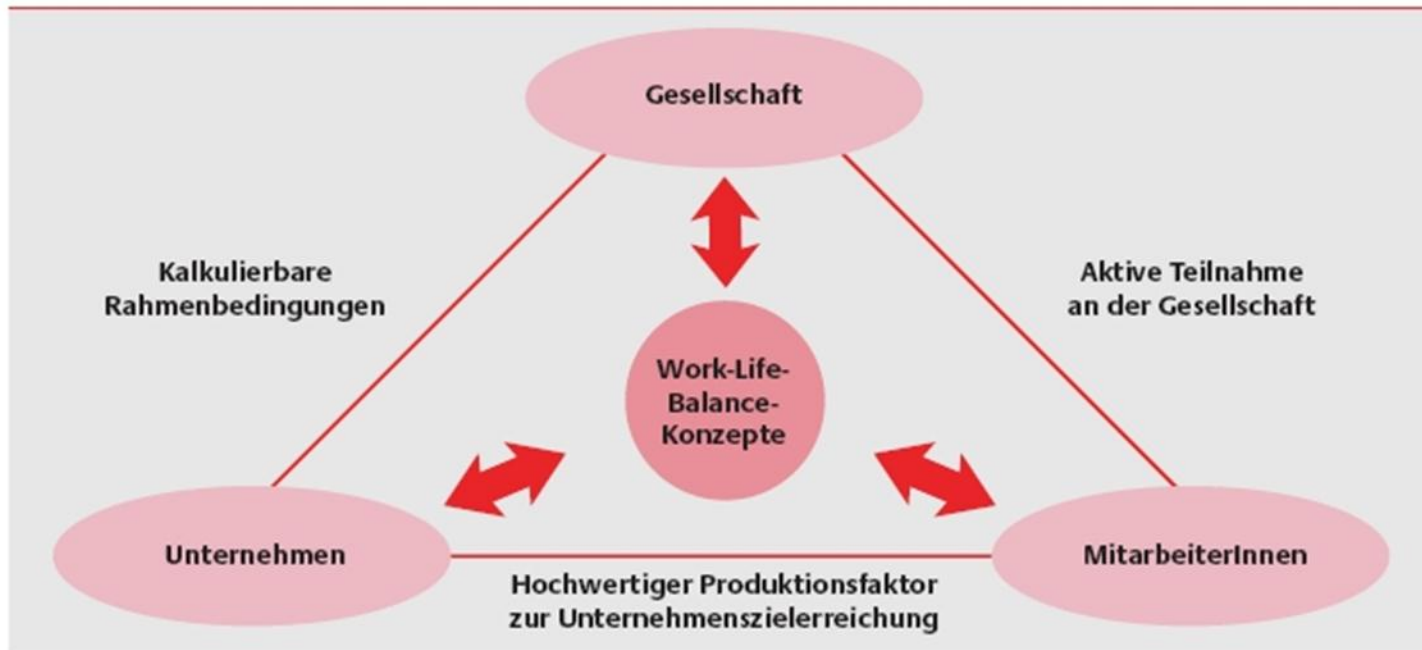 Gesellschaft
Kalkulierbare
Rahmenbedingungen
Aktive Teilnahme
an der Gesellschaft
Work-Life-
Balance-
Konzepte
Unternehmen
MitarbeiterInnen
Hochwertiger Produktionsfaktor
zur Unternehmenszielerreichung